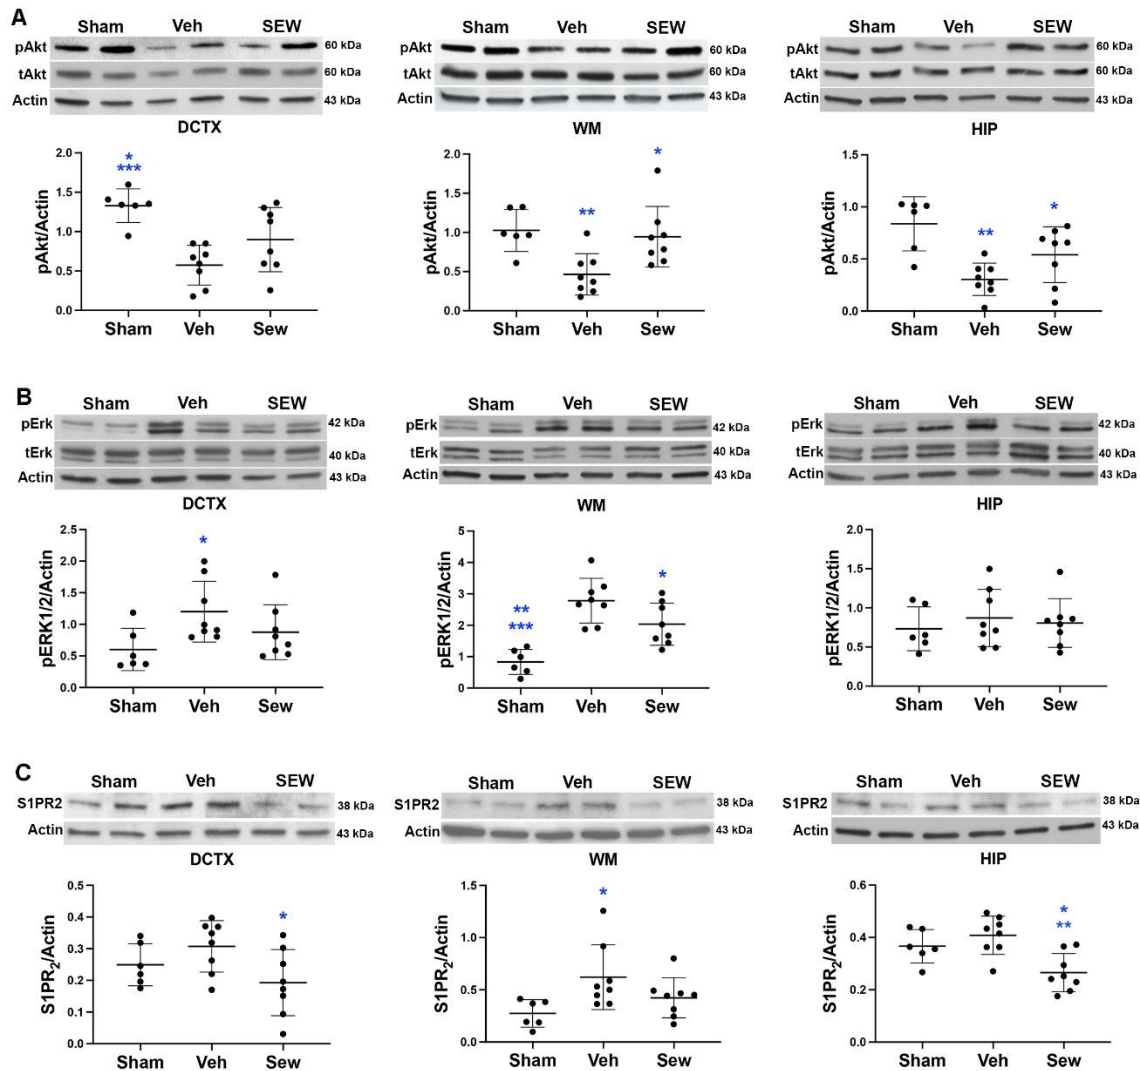 A
Sham Veh SEW
pAkt 60 kDa
tAkt 60 kDa
Actin 43 kDa
DCTX
2.0
* ***
1.5
1.0
0.5
0.0
pAkt/Actin
Sham Veh Sew
Sham Veh SEW
pAkt 60 kDa
tAkt 60 kDa
Actin 43 kDa
WM
2.0
*
1.5
**
1.0
0.5
0.0
pAkt/Actin
Sham Veh Sew
Sham Veh SEW
pAkt 60 kDa
tAkt 60 kDa
Actin 43 kDa
HIP
1.5
1.0
*
**
0.5
0.0
pAkt/Actin
Sham Veh Sew
B
Sham Veh SEW
pErk 42 kDa
tErk 40 kDa
Actin 43 kDa
DCTX
2.5
*
2.0
1.5
1.0
0.5
0.0
pERK1/2/Actin
Sham Veh Sew
Sham Veh SEW
pErk 42 kDa
tErk 40 kDa
Actin 43 kDa
WM
5
4
*
3
**
***
2
1
0
pERK1/2/Actin
Sham Veh Sew
Sham Veh SEW
pErk 42 kDa
tErk 40 kDa
Actin 43 kDa
HIP
2.0
1.5
1.0
0.5
0.0
pERK1/2/Actin
Sham Veh Sew
C
Sham Veh SEW
S1PR2 38 kDa
Actin 43 kDa
DCTX
0.5
0.4
*
0.3
0.2
0.1
0.0
S1PR₂/Actin
Sham Veh Sew
Sham Veh SEW
S1PR2 38 kDa
Actin 43 kDa
WM
1.5
*
1.0
0.5
0.0
S1PR₂/Actin
Sham Veh Sew
Sham Veh SEW
S1PR2 38 kDa
Actin 43 kDa
HIP
0.6
*
**
0.4
0.2
0.0
S1PR₂/Actin
Sham Veh Sew